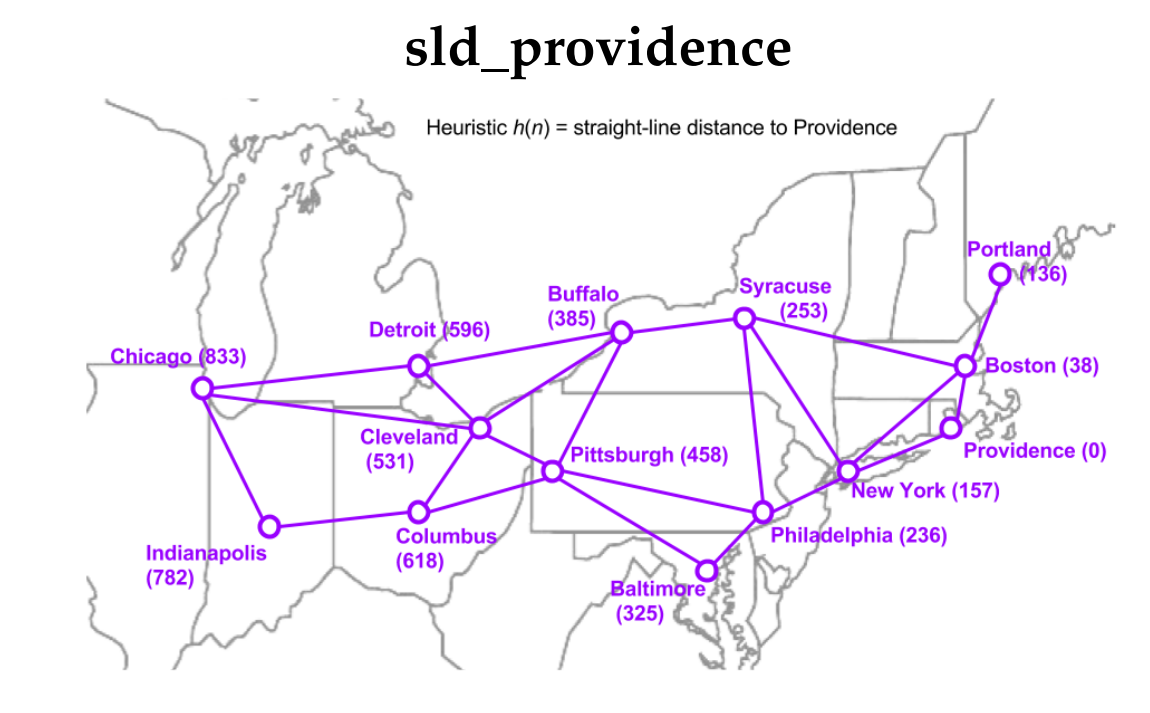 sld_providence
Heuristic h(n) = straight-line distance to Providence
Portland
(136)
Syracuse
(253)
Buffalo
(385)
Detroit (596)
Chicago (833)
Boston (38)
Cleveland
(531)
Pittsburgh (458)
Providence (0)
New York (157)
Columbus
(618)
Philadelphia (236)
Indianapolis
(782)
Baltimore
(325)